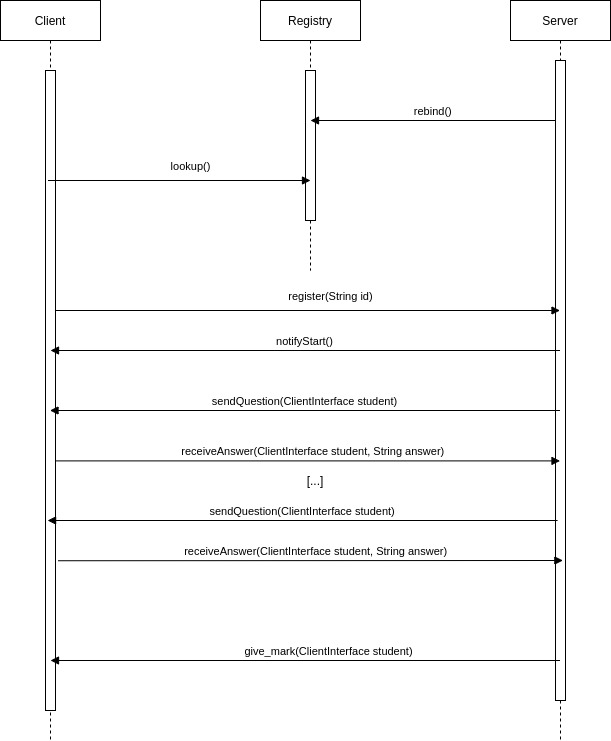 Client
Registry
Server
rebind()
lookup()
register(String id)
notifyStart()
sendQuestion(ClientInterface student)
receiveAnswer(ClientInterface student, String answer)
[...]
sendQuestion(ClientInterface student)
receiveAnswer(ClientInterface student, String answer)
give_mark(ClientInterface student)